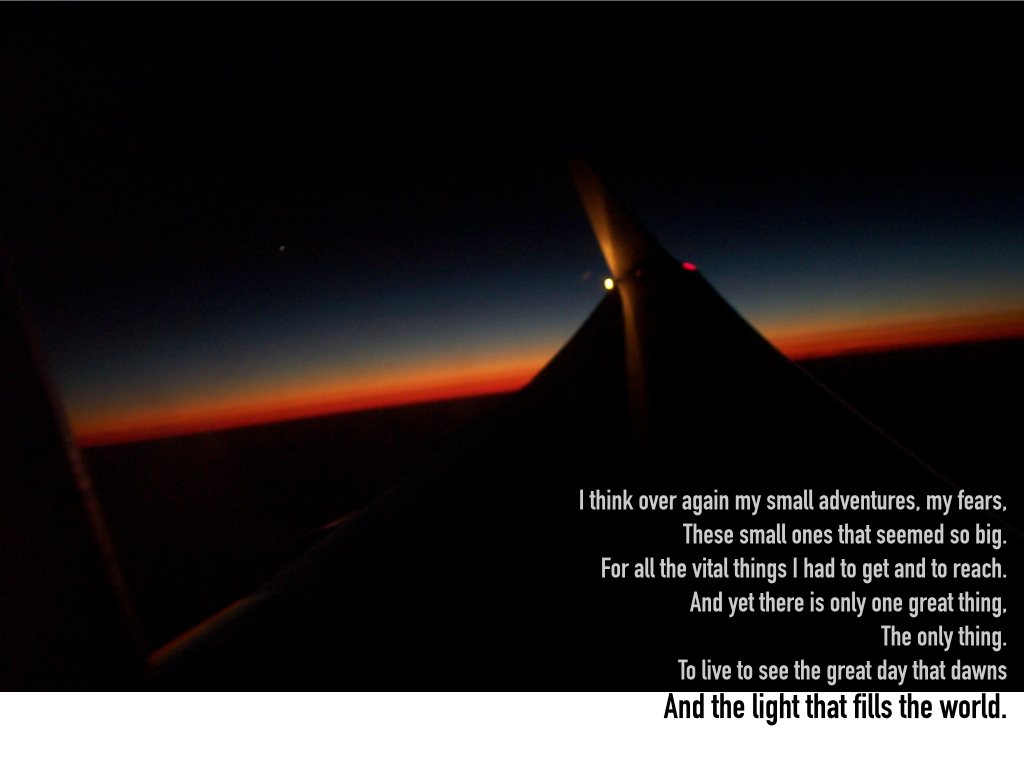 I think over again my small adventures, my fears,
These small ones that seemed so big.
For all the vital things I had to get and to reach.
And yet there is only one great thing,
The only thing.
To live to see the great day that dawns
And the light that fills the world.